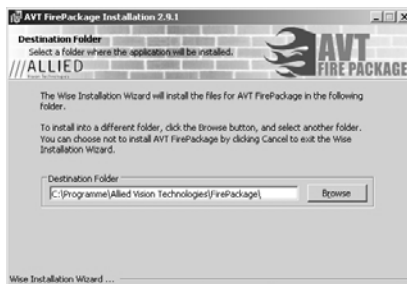 AVT FirePackage Installation 2.9.1
Destination Folder
Select a folder where the application will be installed.
///ALLIED
Vision Technologies
AVT
FIRE PACKAGE
The Wise Installation Wizard will install the files for AVT FirePackage in the following
folder.
To install into a different folder, click the Browse button, and select another folder.
You can choose not to install AVT FirePackage by clicking Cancel to exit the Wise
Installation Wizard.
Destination Folder
C:\Programme\Allied Vision Technologies\FirePackage\
Browse
Wise Installation Wizard ...